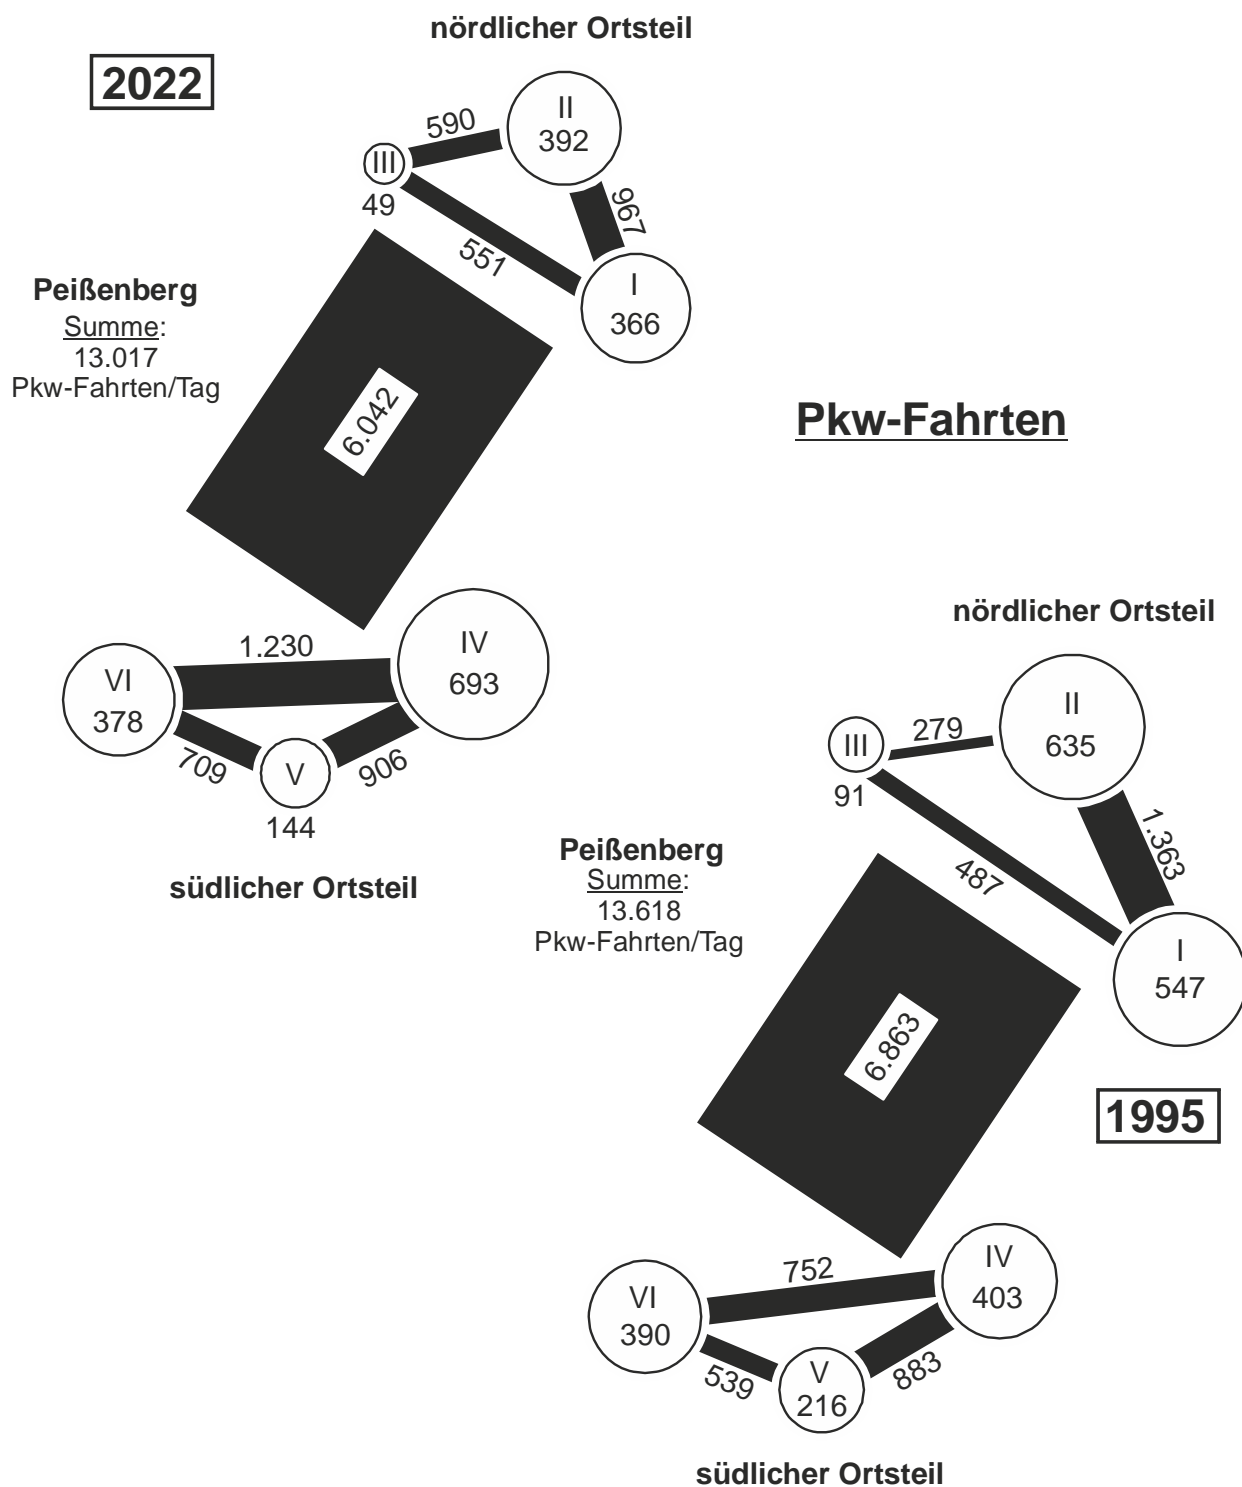 nördlicher Ortsteil
2022
II
392
590
III
49
967
551
I
366
Peißenberg
Summe:
13.017
Pkw-Fahrten/Tag
6.042
Pkw-Fahrten
1.230
IV
693
VI
378
709
V
906
144
südlicher Ortsteil
nördlicher Ortsteil
II
635
279
III
91
1.363
487
I
547
Peißenberg
Summe:
13.618
Pkw-Fahrten/Tag
6.863
1995
752
IV
403
VI
390
539
V
216
883
südlicher Ortsteil